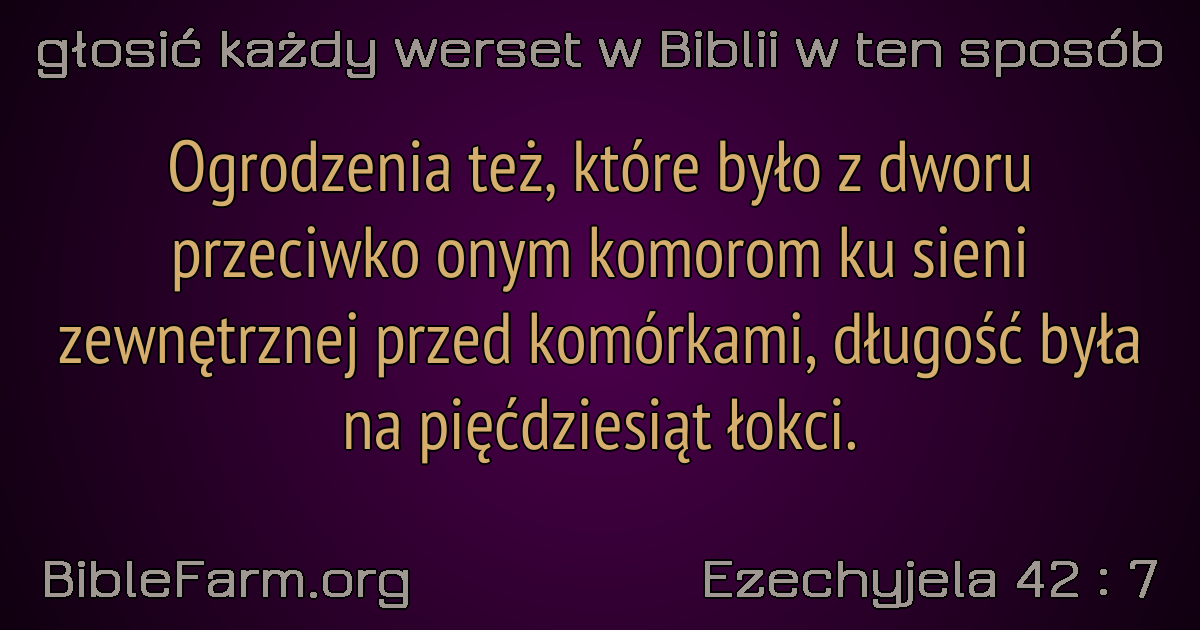 głosić każdy werset w Biblii w ten sposób
Ogrodzenia też, które było z dworu
przeciwko onym komorom ku sieni
zewnętrznej przed komórkami, długość była
na pięćdziesiąt łokci.
BibleFarm.org
Ezechyjela 42 : 7